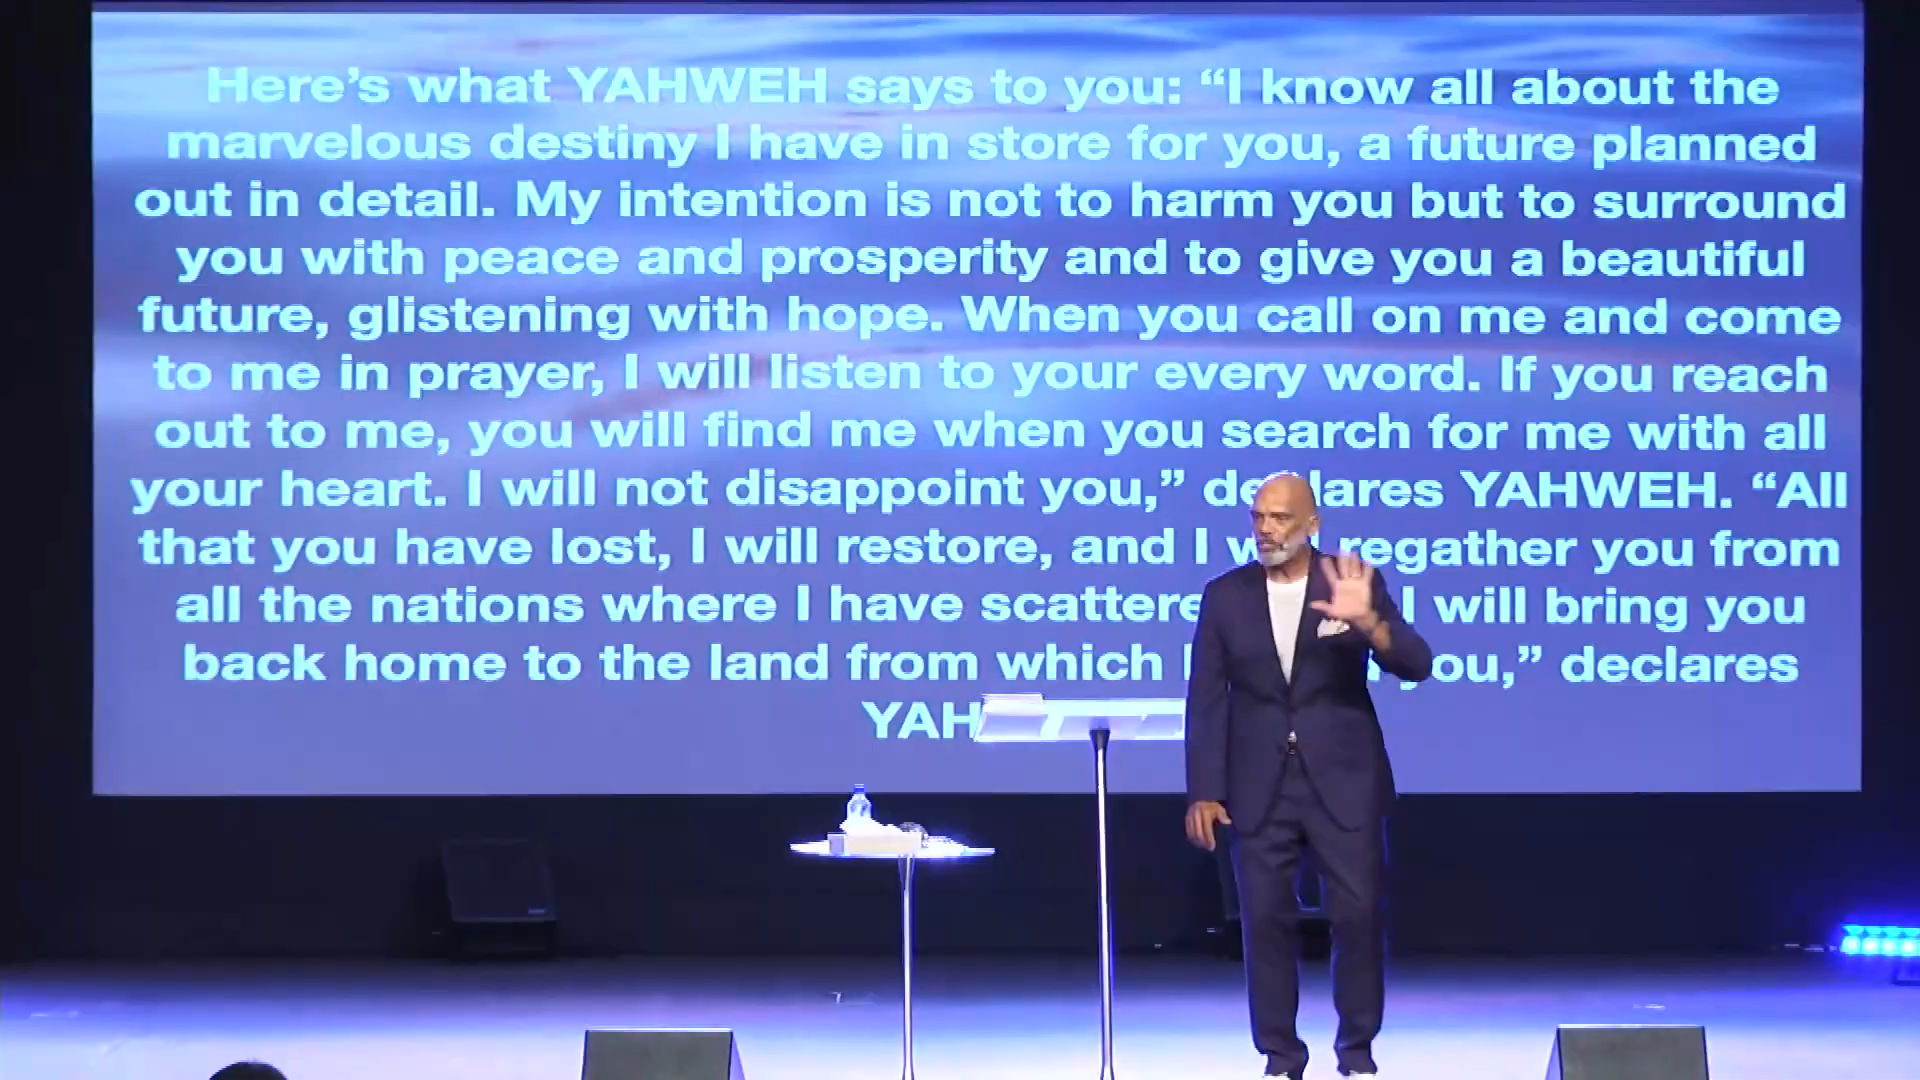 Here’s what YAHWEH says to you: “I know all about the
marvelous destiny I have in store for you, a future planned
out in detail. My intention is not to harm you but to surround
you with peace and prosperity and to give you a beautiful
future, glistening with hope. When you call on me and come
to me in prayer, I will listen to your every word. If you reach
out to me, you will find me when you search for me with all
your heart. I will not disappoint you,” declares YAHWEH. “All
that you have lost, I will restore, and I regather you from
all the nations where I have I will bring you
back home to the land from which you,” declares